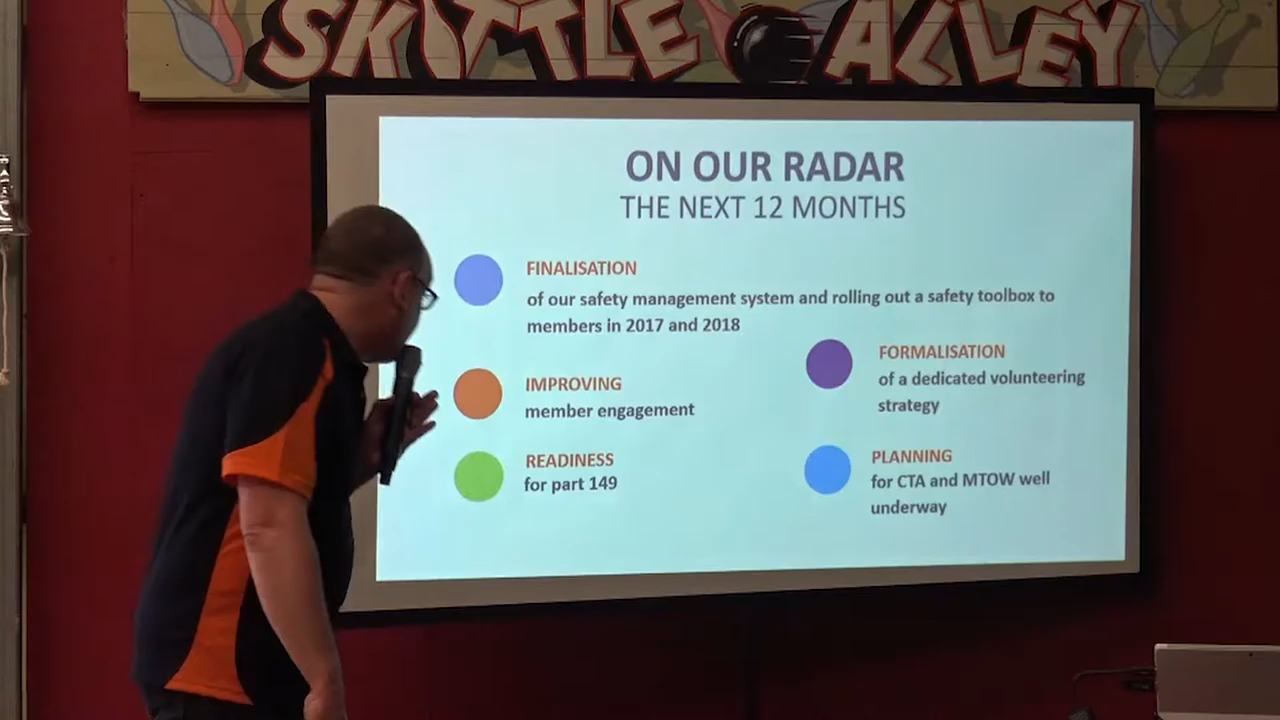 SKITTLE ALLEY
ON OUR RADAR
THE NEXT 12 MONTHS
FINALISATION
of our safety management system and rolling out a safety toolbox to
members in 2017 and 2018
IMPROVING
member engagement
READINESS
for part 149
FORMALISATION
of a dedicated volunteering
strategy
PLANNING
for CTA and MTOW well
underway